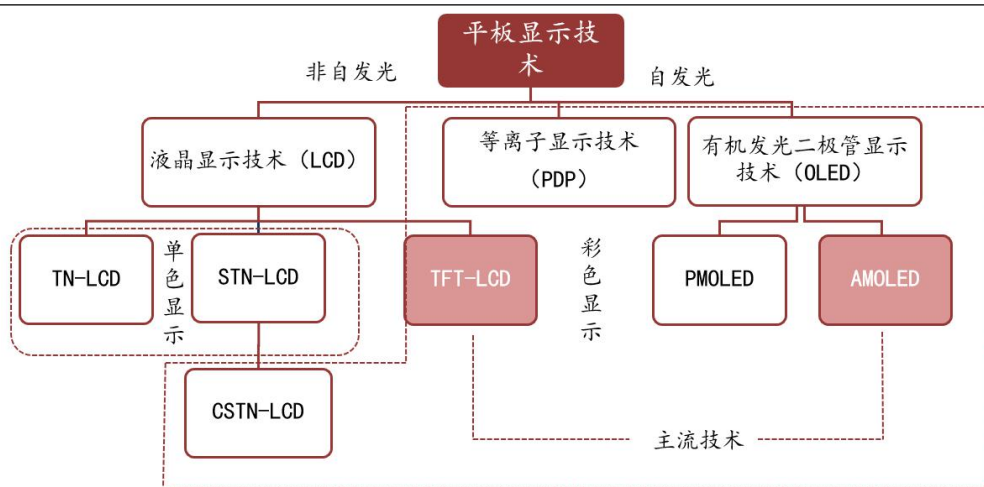 平板显示技
术
非自发光
自发光
液晶显示技术（LCD）
等离子显示技术
（PDP）
有机发光二极管显示
技术（OLED）
TN-LCD
单色显示
STN-LCD
TFT-LCD
彩色显示
PMOLED
AMOLED
CSTN-LCD
主流技术